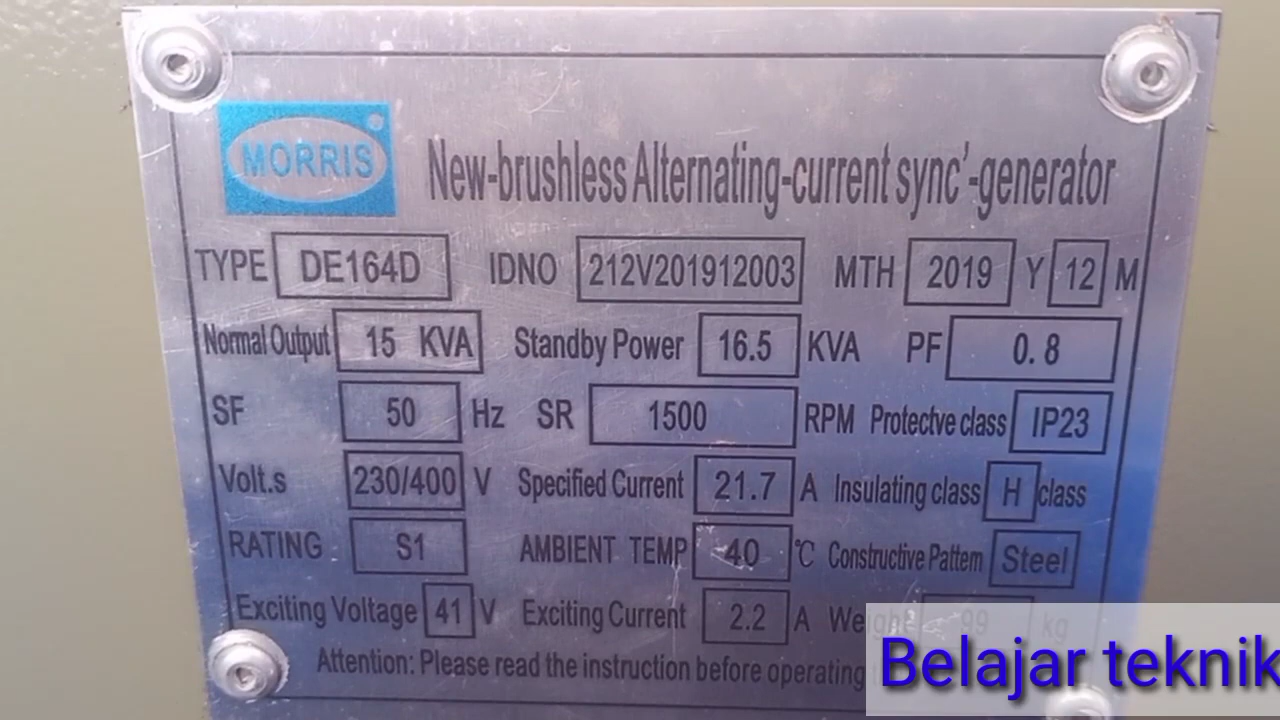 MORRIS
New-brushless Alternating-current sync'-generator
TYPE DE164D IDNO 212V201912003 MTH 2019 Y 12 M
Normal Output 15 KVA Standby Power 16.5 KVA PF 0.8
SF 50 Hz SR 1500 RPM Protectve class IP23
Volt.s 230/400 V Specified Current 21.7 A Insulating class H class
RATING S1 AMBIENT TEMP 40 ℃ Constructive Pattem Steel
Exciting Voltage 41 V Exciting Current 2.2 A Weight 99 kg
Attention: Please read the instruction before operating
Belajar teknik